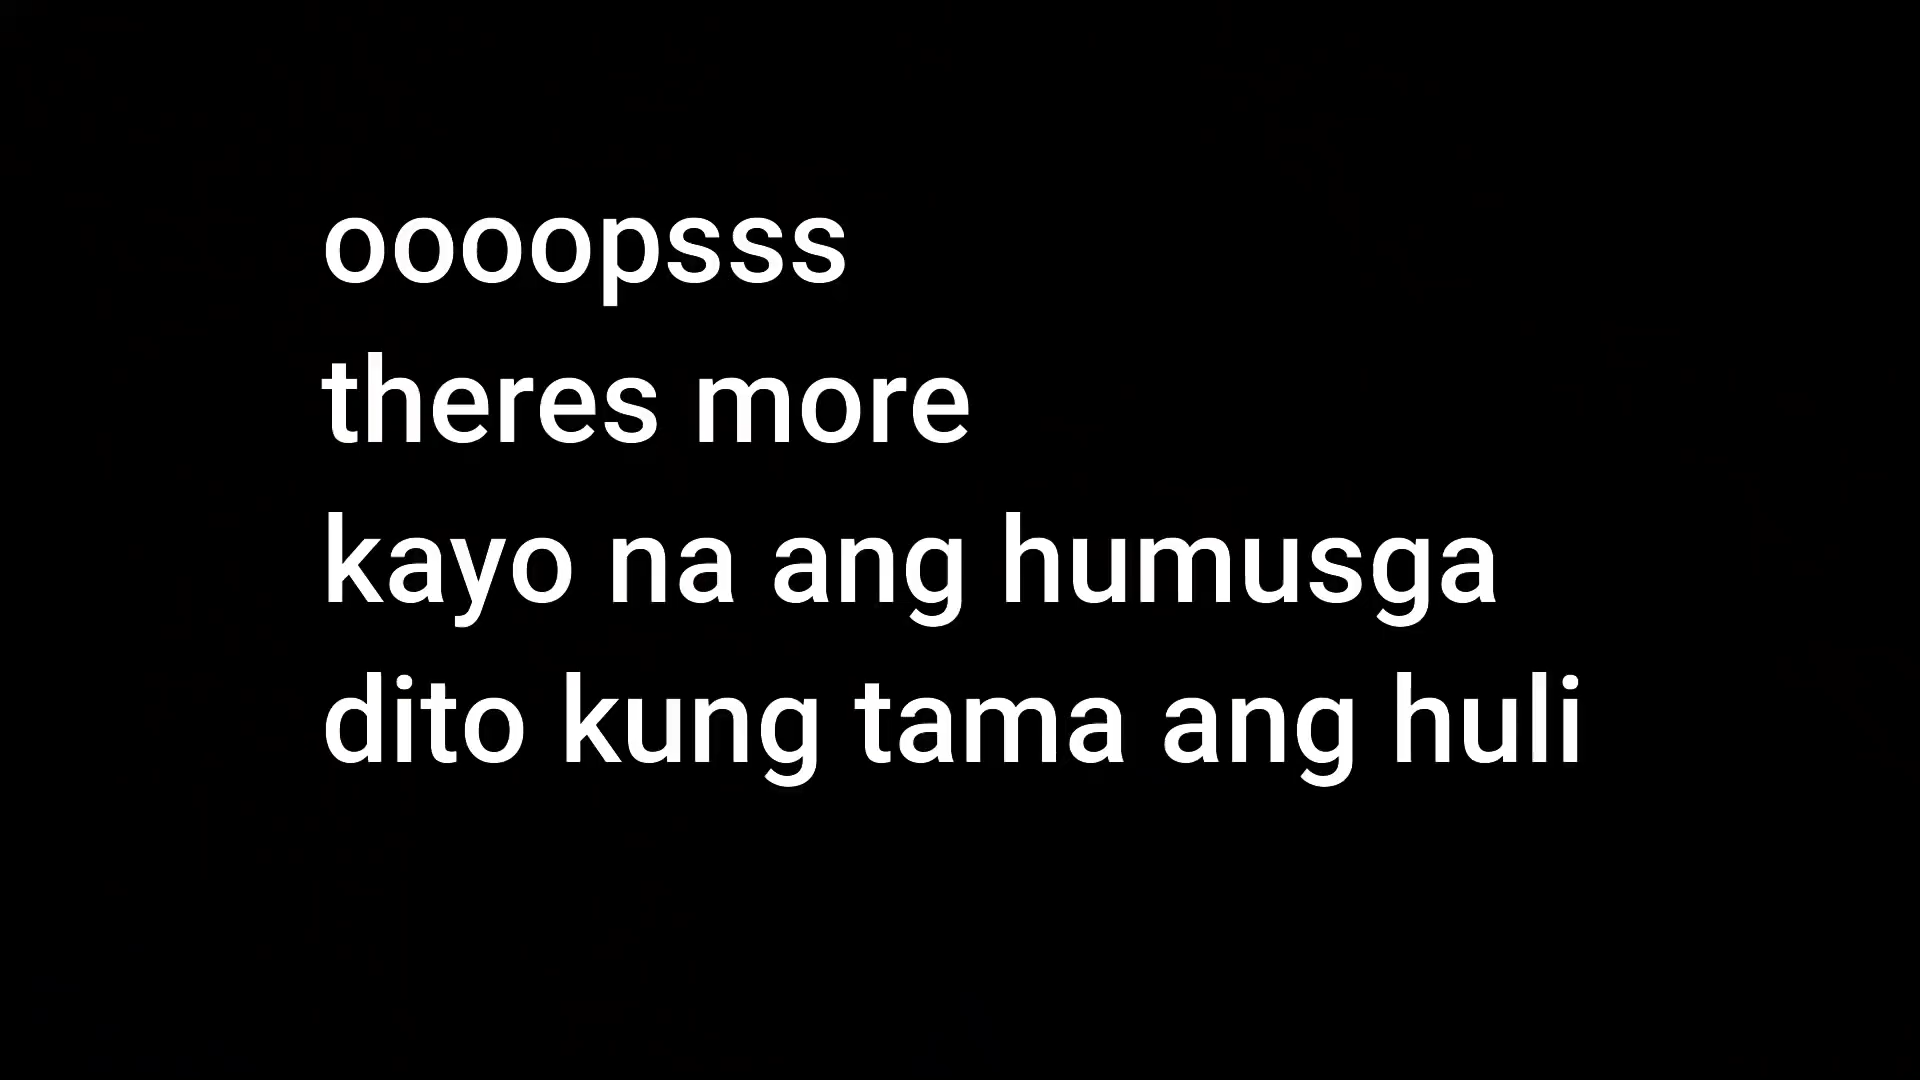 oooopsss
theres more
kayo na ang humusga
dito kung tama ang huli